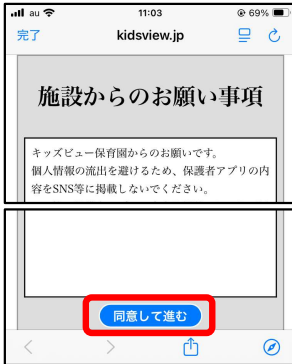 au 11:03 69%
完了 kidsview.jp
施設からのお願い事項
キッズビュー保育園からのお願いです。
個人情報の流出を避けるため、保護者アプリの内
容をSNS等に掲載しないでください。
同意して進む